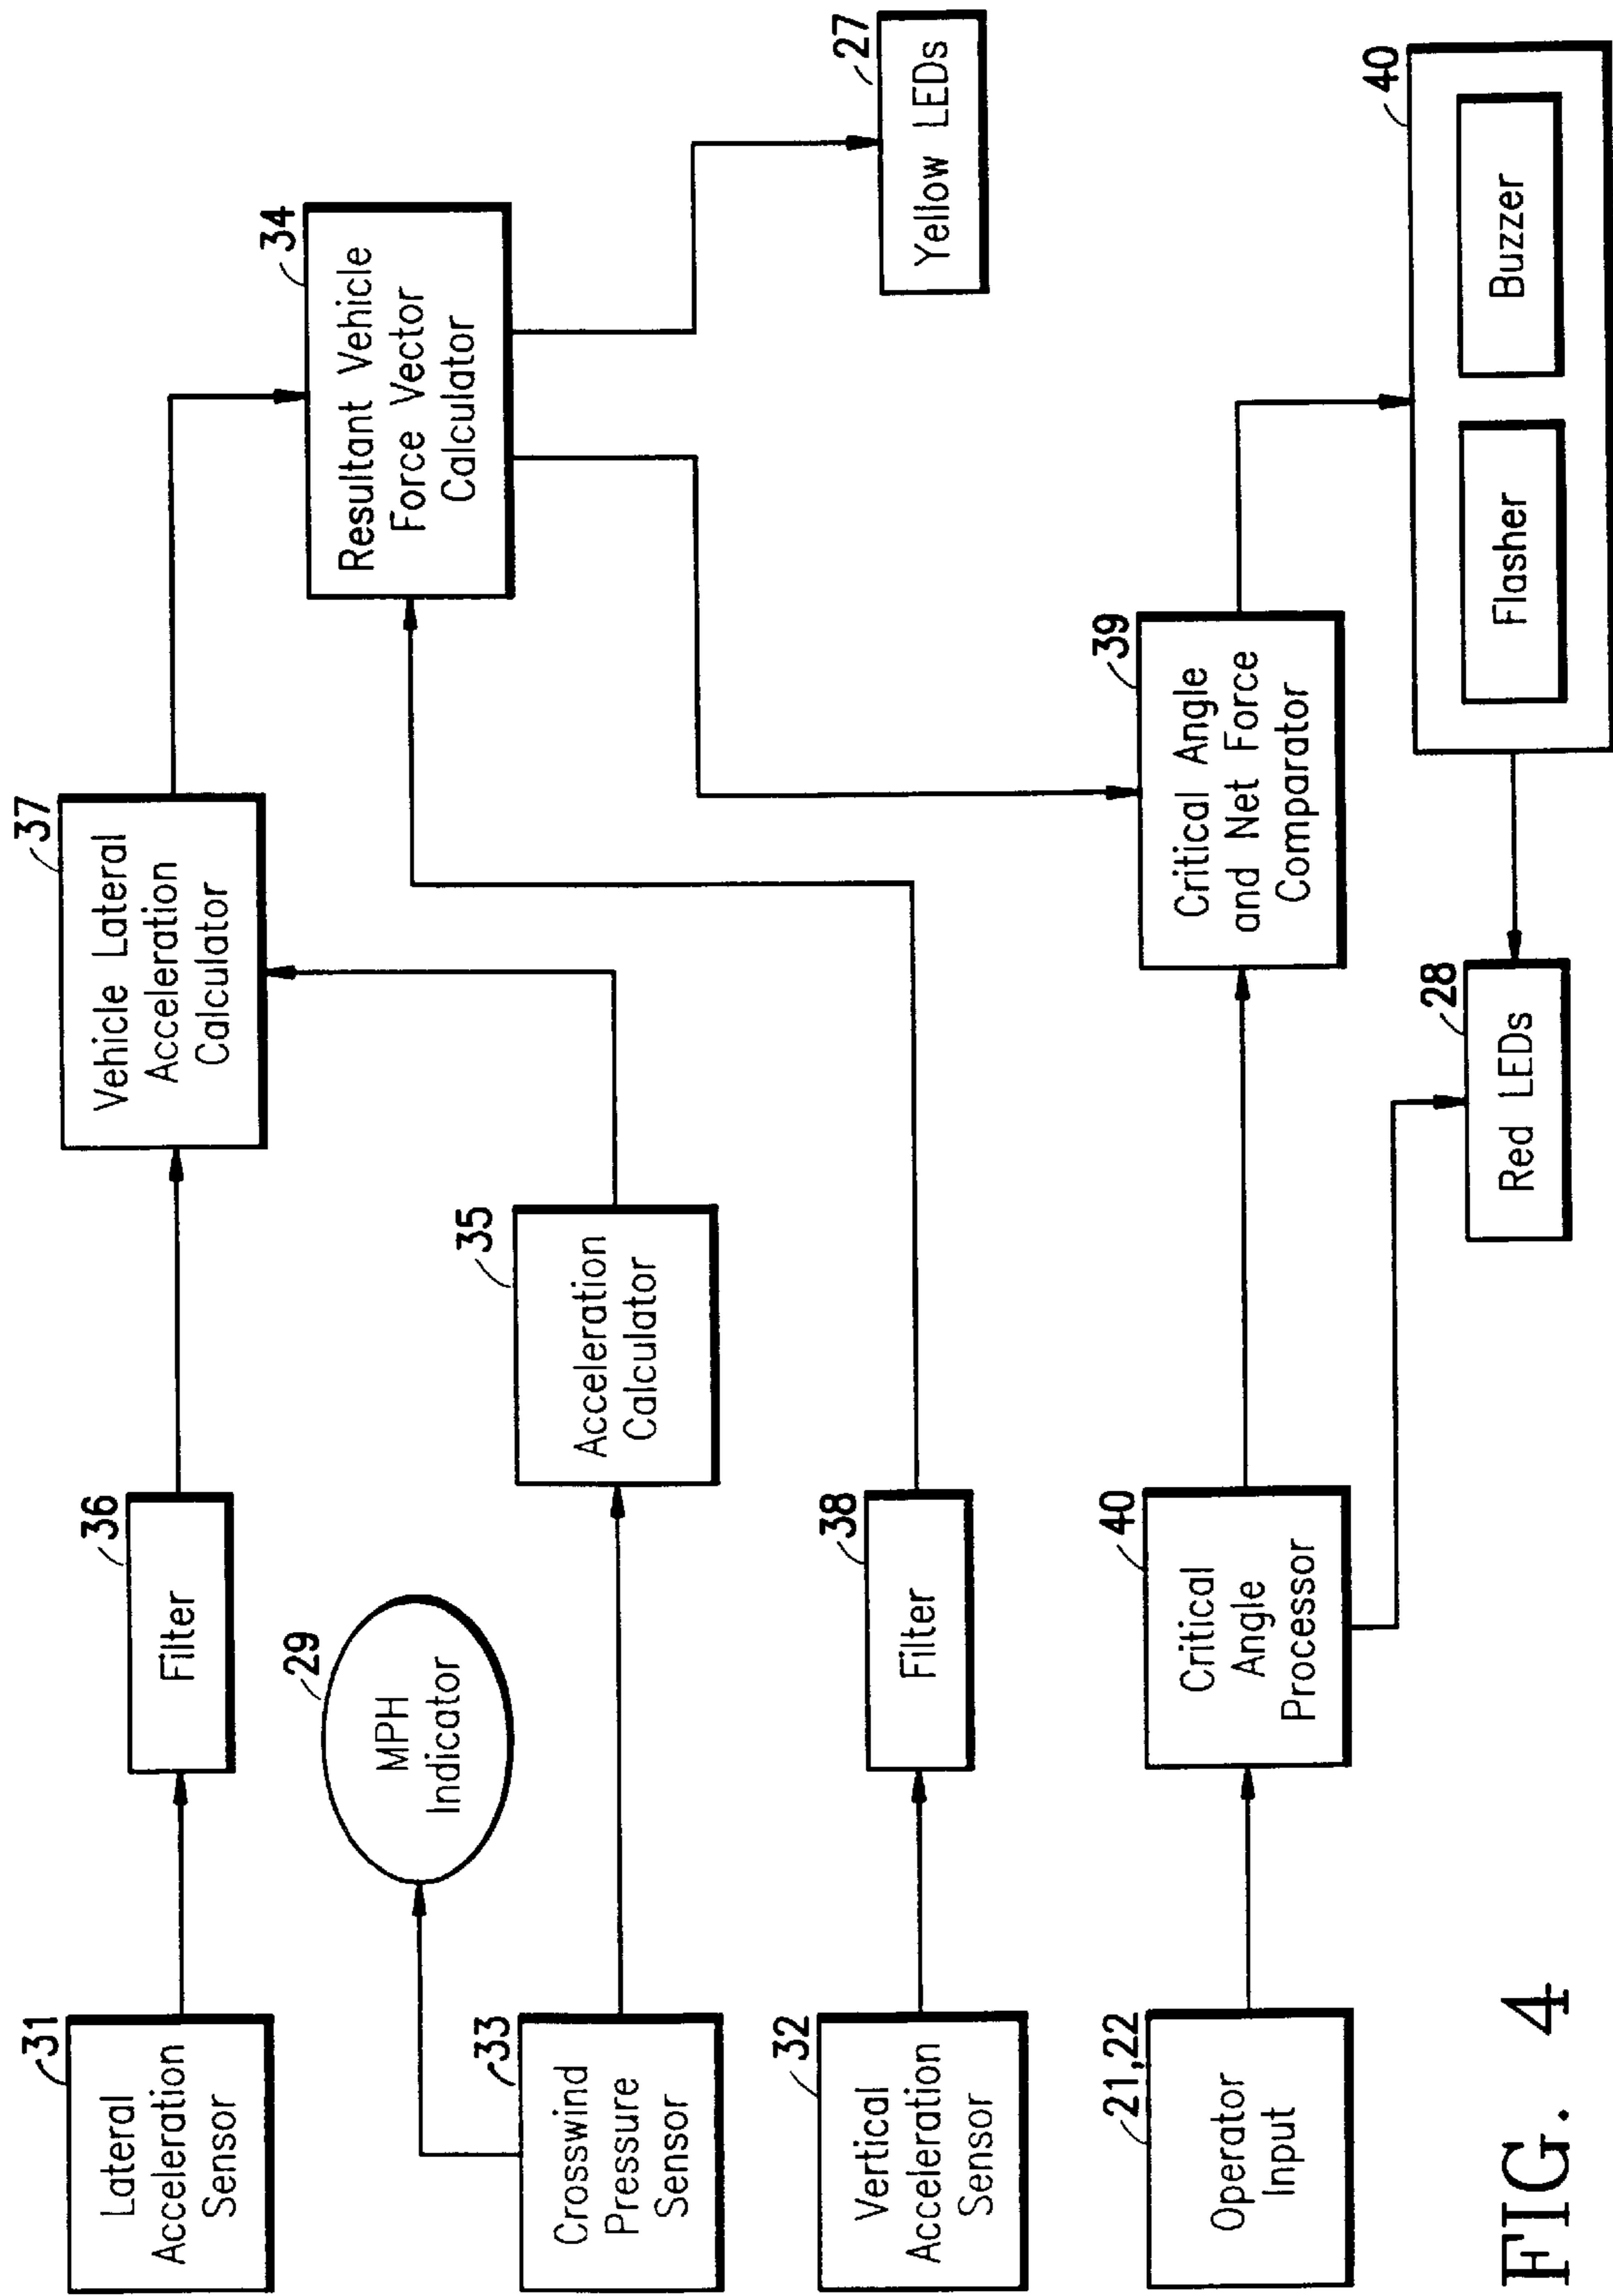 31
Lateral
Acceleration
Sensor
36
Filter
37
Vehicle Lateral
Acceleration
Calculator
34
Resultant Vehicle
Force Vector
Calculator
29
MPH
Indicator
33
Crosswind
Pressure
Sensor
35
Acceleration
Calculator
27
Yellow LEDs
32
Vertical
Acceleration
Sensor
38
Filter
21,22
Operator
Input
40
Critical
Angle
Processor
39
Critical Angle
and Net Force
Comparator
40
Flasher
Buzzer
28
Red LEDs
FIG. 4